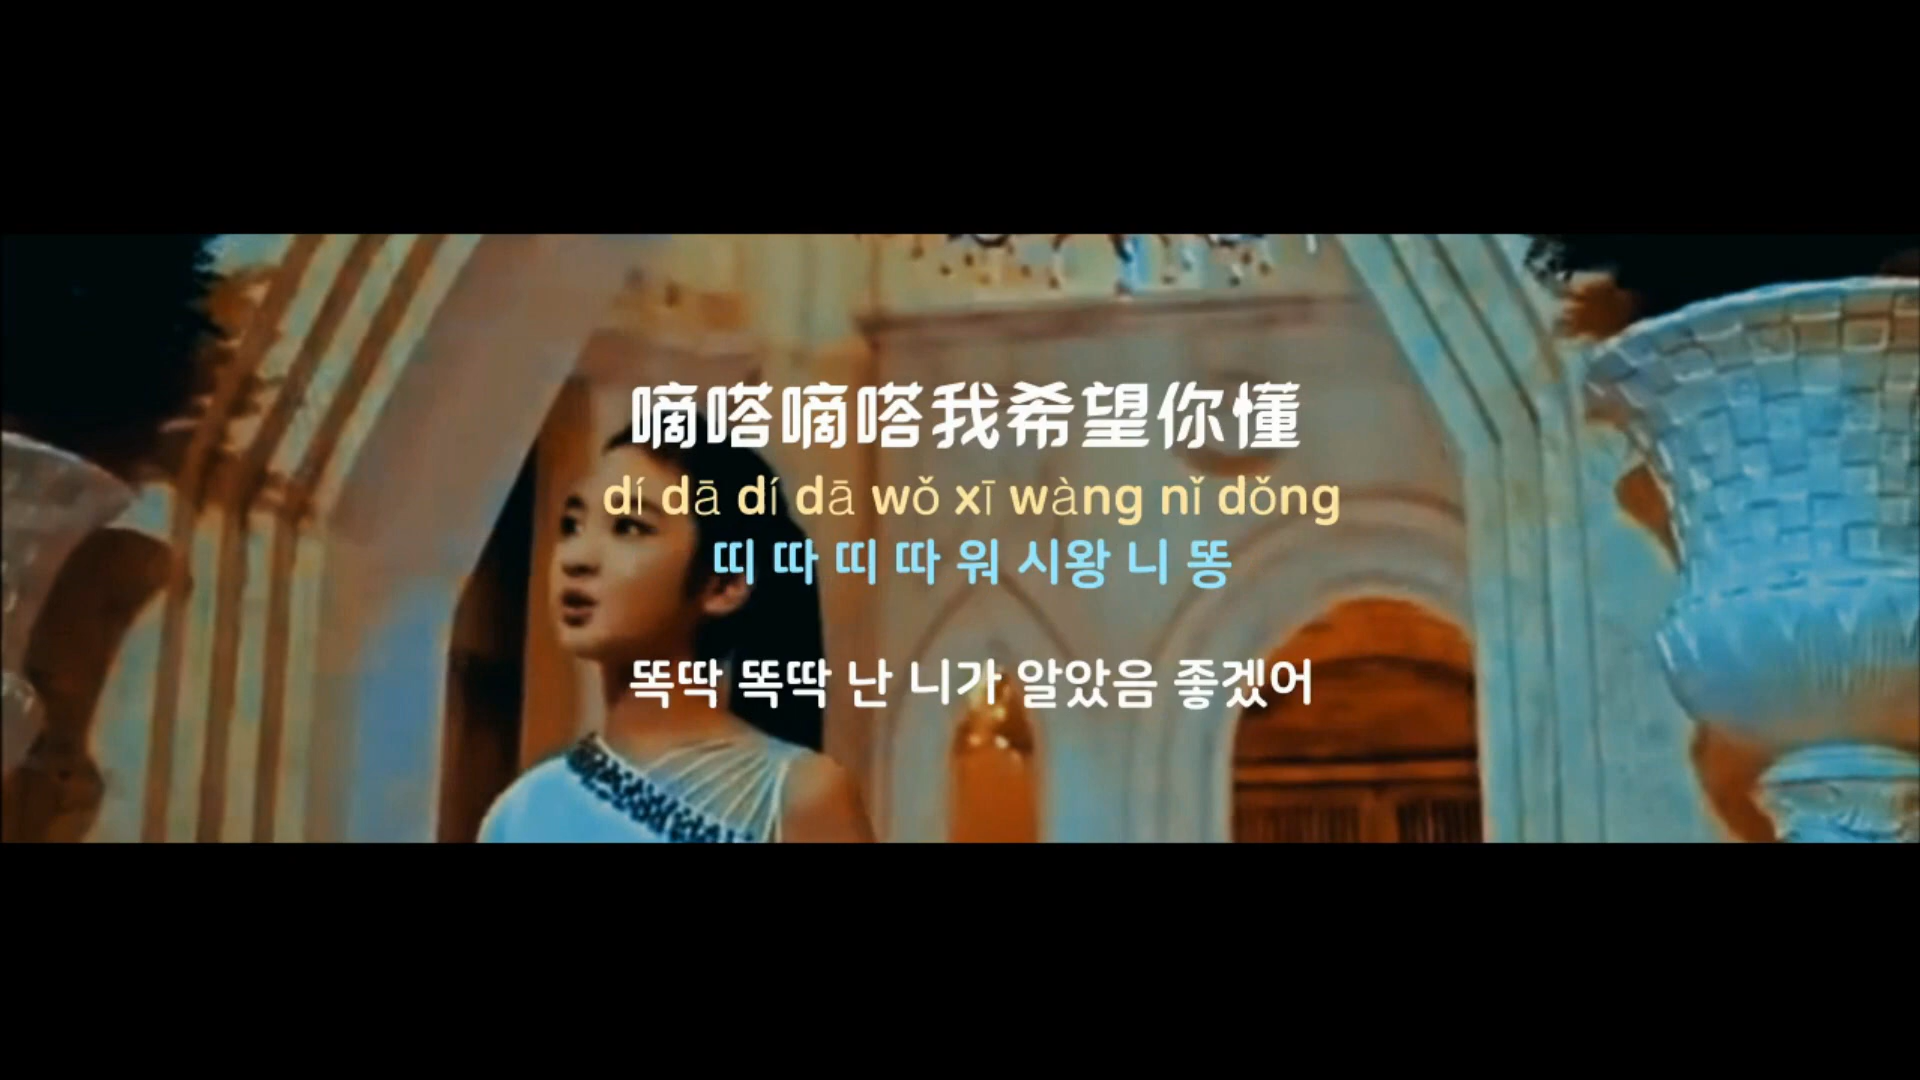 嘀嗒嘀嗒我希望你懂
dí dā dí dā wǒ xī wàng nǐ dǒng
띠 따 띠 따 워 시왕 니 똥
똑딱 똑딱 난 니가 알았음 좋겠어